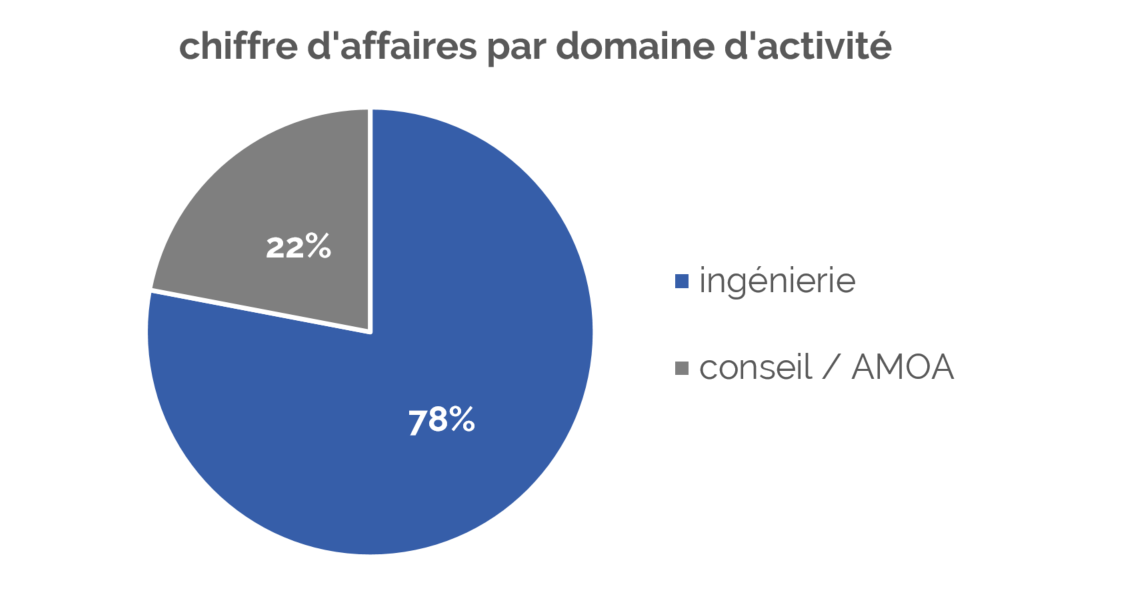 chiffre d'affaires par domaine d'activité
22%
ingénierie
conseil / AMOA
78%